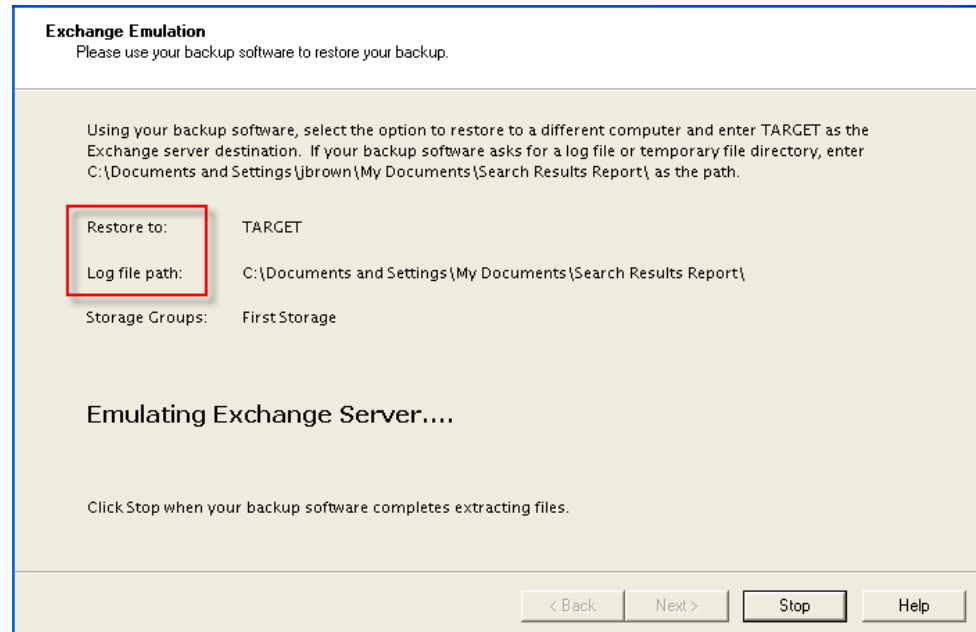 Exchange Emulation
Please use your backup software to restore your backup.
Using your backup software, select the option to restore to a different computer and enter TARGET as the
Exchange server destination. If your backup software asks for a log file or temporary file directory, enter
C:\Documents and Settings\jbrown\My Documents\Search Results Report\ as the path.
Restore to: TARGET
Log file path: C:\Documents and Settings\My Documents\Search Results Report\
Storage Groups: First Storage
Emulating Exchange Server....
Click Stop when your backup software completes extracting files.
< Back Next > Stop Help